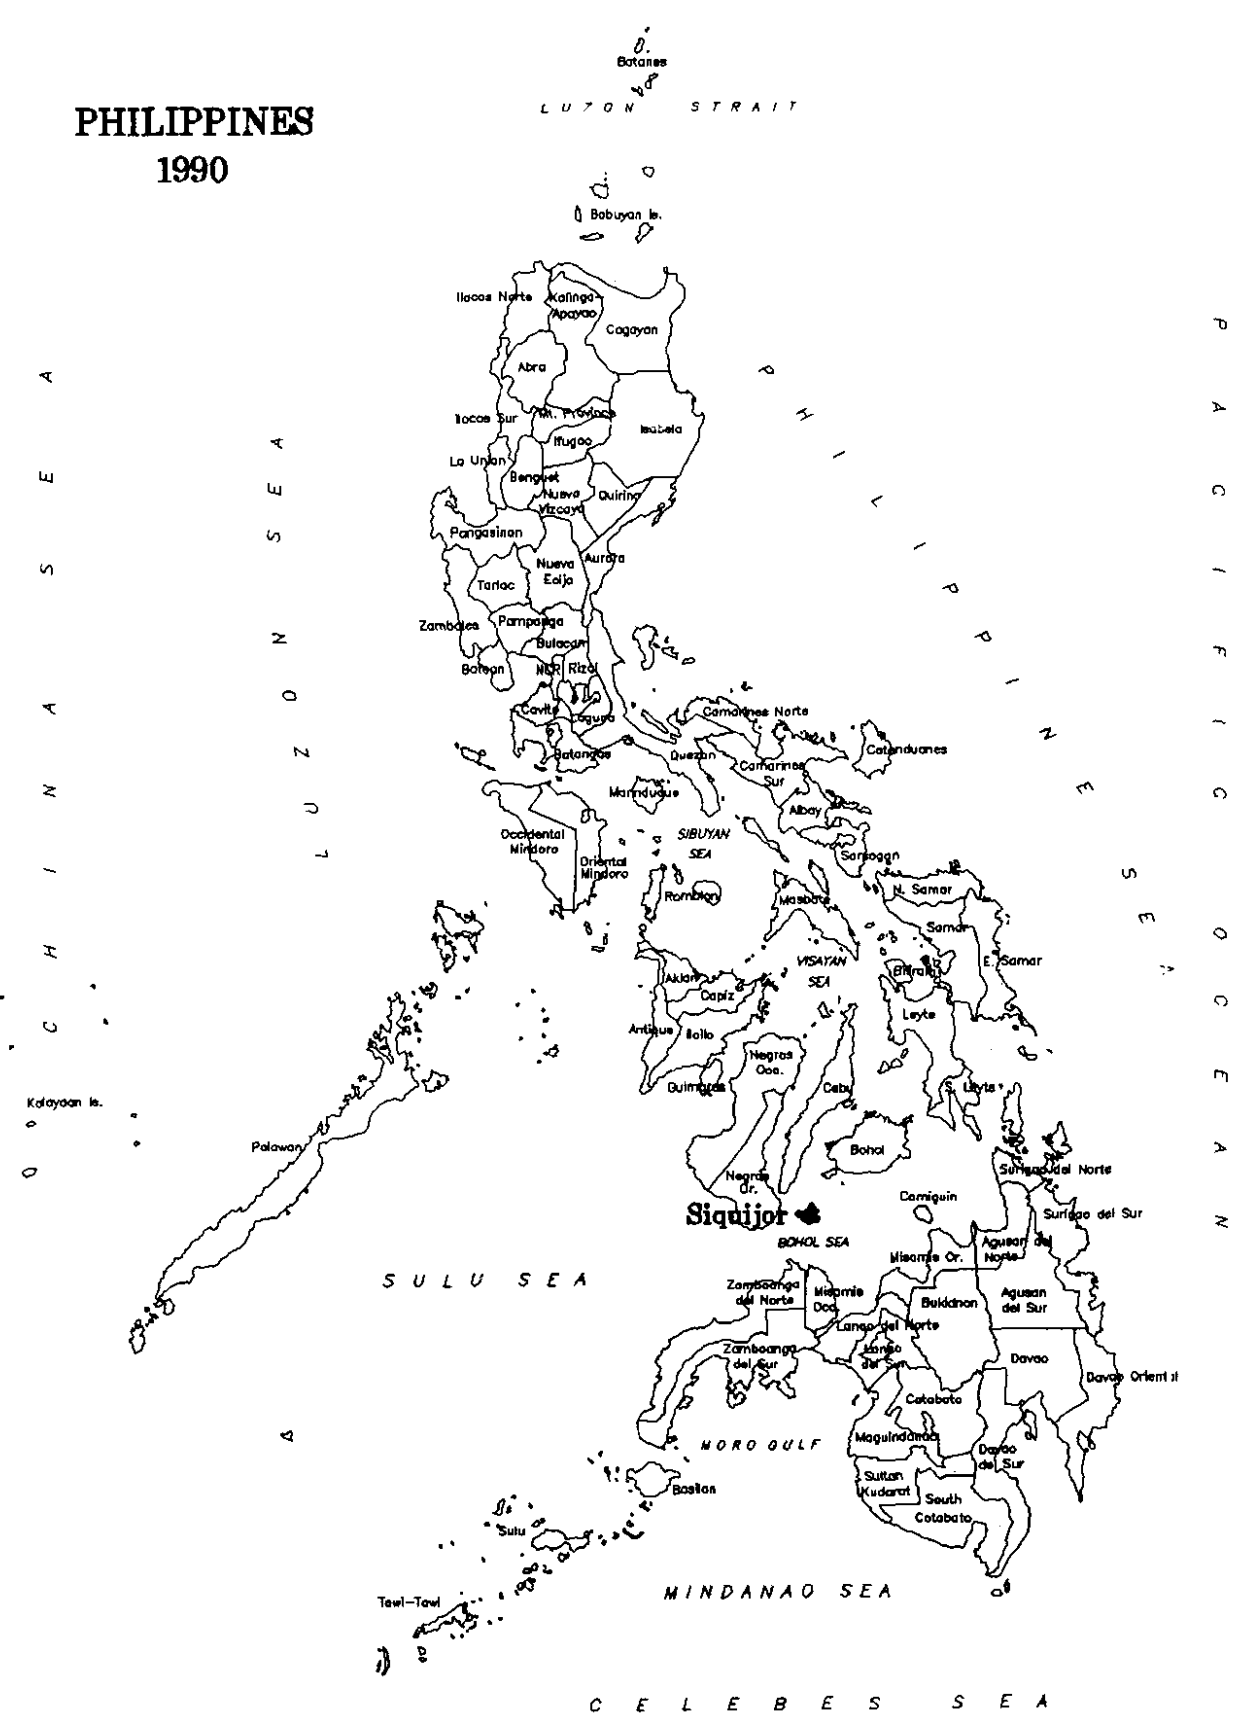 Batanes
LUZON STRAIT
PHILIPPINES
1990
Babuyan Is.
Ilocos Norte
Kalinga-
Apayao
Cagayan
Abra
Ilocos Sur
Mt. Province
Isabela
Ifugao
La Union
Benguet
Nueva
Vizcaya
Quirino
Pangasinan
Aurora
Nueva
Ecija
Tarlac
Zambales
Pampanga
Bulacan
Bataan
NCR
Rizal
Cavite
Laguna
Batangas
Quezon
Camarines Norte
Catanduanes
Camarines
Sur
Marinduque
Albay
Occidental
Mindoro
Oriental
Mindoro
SIBUYAN
SEA
Sorsogon
Romblon
Masbate
N. Samar
Samar
E. Samar
VISAYAN
SEA
Biliran
Aklan
Capiz
Antique
Iloilo
Leyte
Negros
Occ.
Guimaras
Cebu
S. Leyte
Kalayaan Is.
Palawan
Bohol
Negros
Or.
Surigao del Norte
Camiguin
Siquijor
Surigao del Sur
BOHOL SEA
Agusan del
Norte
Misamis Or.
SULU SEA
Zamboanga
del Norte
Misamis
Occ.
Bukidnon
Agusan
del Sur
Lanao del Norte
Lanao
del Sur
Zamboanga
del Sur
Davao
Davao Oriental
Cotabato
Maguindanao
MORO GULF
Davao
del Sur
Sultan
Kudarat
South
Cotabato
Basilan
Sulu
Tawi-Tawi
MINDANAO SEA
CELEBES SEA
CHINA SEA
LUZON SEA
PHILIPPINE SEA
PACIFIC OCEAN